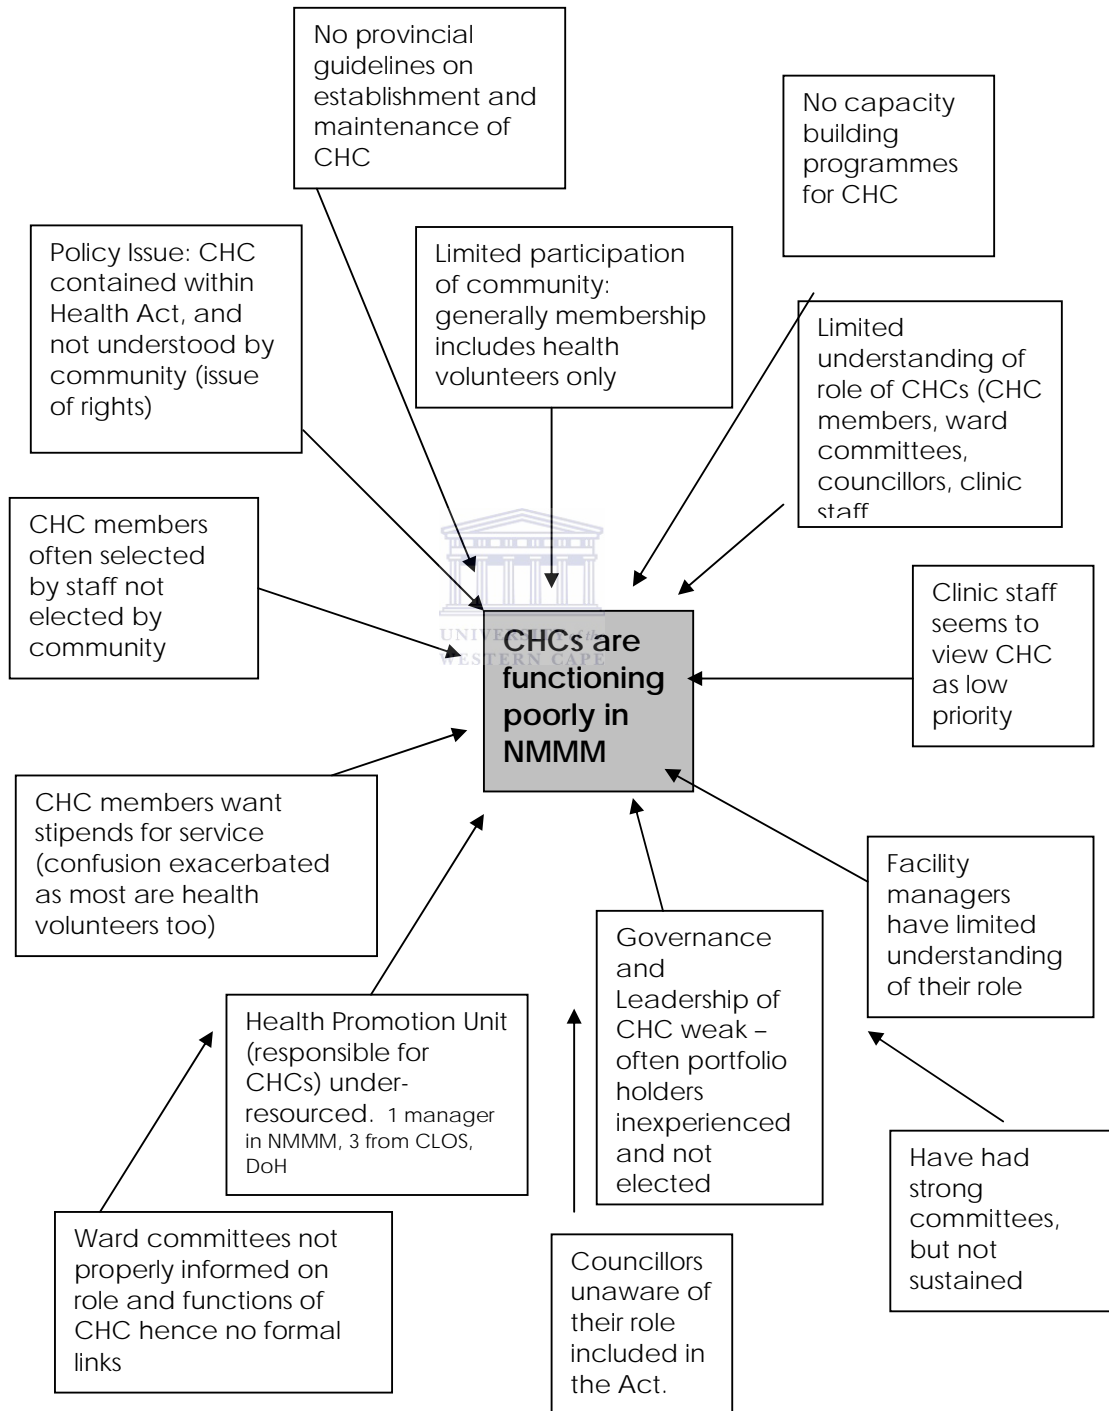 No provincial
guidelines on
establishment and
maintenance of
CHC
No capacity
building
programmes
for CHC
Policy Issue: CHC
contained within
Health Act, and
not understood by
community (issue
of rights)
Limited participation
of community:
generally membership
includes health
volunteers only
Limited
understanding of
role of CHCs (CHC
members, ward
committees,
councillors, clinic
staff
CHC members
often selected
by staff not
elected by
community
UNIVERSITY of the
WESTERN CAPE
CHCs are
functioning
poorly in
NMMM
Clinic staff
seems to
view CHC
as low
priority
CHC members want
stipends for service
(confusion exacerbated
as most are health
volunteers too)
Facility
managers
have limited
understanding
of their role
Health Promotion Unit
(responsible for
CHCs) under-
resourced. 1 manager
in NMMM, 3 from CLOS,
DoH
Governance
and
Leadership of
CHC weak –
often portfolio
holders
inexperienced
and not
elected
Have had
strong
committees,
but not
sustained
Ward committees not
properly informed on
role and functions of
CHC hence no formal
links
Councillors
unaware of
their role
included in
the Act.